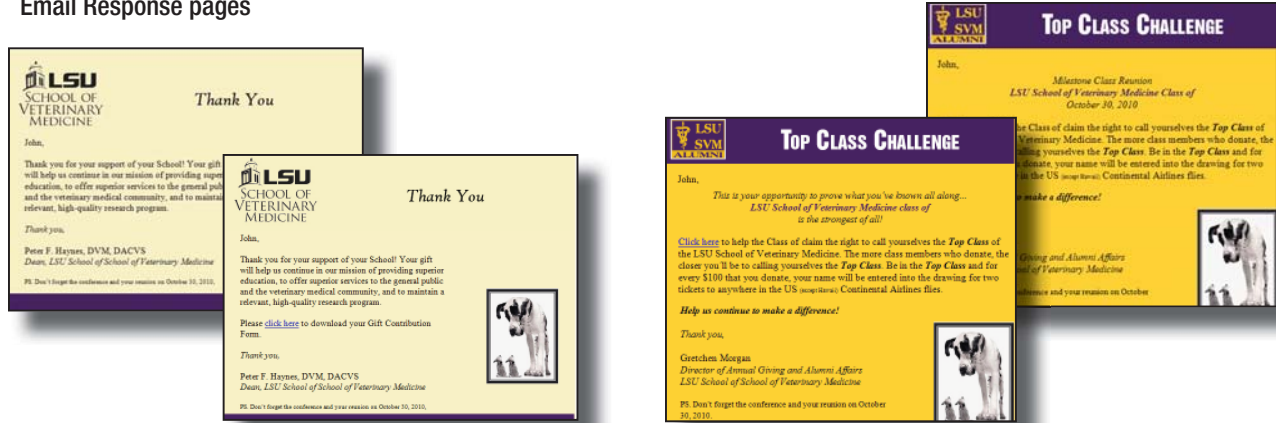 Email Response pages
LSU
SCHOOL OF
VETERINARY
MEDICINE
Thank You
John,
Thank you for your support of your School! Your gift
will help us continue in our mission of providing
education, to offer superior services to the general
and the veterinary medical community, and to
relevant, high-quality research program.
Thank you,
Peter F. Haynes, DVM, DACVS
Dean, LSU School of School of Veterinary Medicine
PS. Don't forget the conference and your reunion on October 30, 2010,
LSU
SCHOOL OF
VETERINARY
MEDICINE
Thank You
John,
Thank you for your support of your School! Your gift
will help us continue in our mission of providing superior
education, to offer superior services to the general public
and the veterinary medical community, and to maintain a
relevant, high-quality research program.
Please click here to download your Gift Contribution
Form.
Thank you,
Peter F. Haynes, DVM, DACVS
Dean, LSU School of School of Veterinary Medicine
PS. Don't forget the conference and your reunion on October 30, 2010,
LSU
SVM
ALUMNI
TOP CLASS CHALLENGE
John,
This is your opportunity to prove what you've known all along...
LSU School of Veterinary Medicine class of
is the strongest of all!
Click here to help the Class of claim the right to call yourselves the Top Class of
the LSU School of Veterinary Medicine. The more class members who donate, the
closer you'll be to calling yourselves the Top Class. Be in the Top Class and for
every $100 that you donate, your name will be entered into the drawing for two
tickets to anywhere in the US (except Hawaii) Continental Airlines flies.
Help us continue to make a difference!
Thank you,
Gretchen Morgan
Director of Annual Giving and Alumni Affairs
LSU School of School of Veterinary Medicine
PS. Don't forget the conference and your reunion on October
30, 2010.
LSU
SVM
ALUMNI
TOP CLASS CHALLENGE
John,
Milestone Class Reunion
LSU School of Veterinary Medicine Class of
October 30, 2010
the Class of claim the right to call yourselves the Top Class of
Veterinary Medicine. The more class members who donate, the
calling yourselves the Top Class. Be in the Top Class and for
donate, your name will be entered into the drawing for two
in the US (except Hawaii) Continental Airlines flies.
make a difference!
Giving and Alumni Affairs
of Veterinary Medicine
conference and your reunion on October